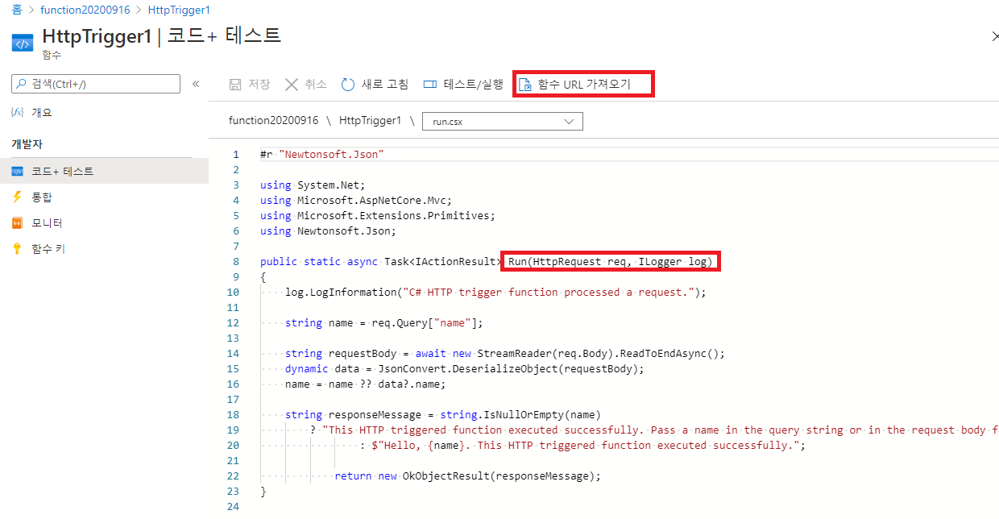 홈 > function20200916 > HttpTrigger1
HttpTrigger1 | 코드+ 테스트
함수
검색(Ctrl+/)
«
개요
개발자
코드+ 테스트
통합
모니터
함수 키
저장 취소 새로 고침 테스트/실행 함수 URL 가져오기
function20200916 \ HttpTrigger1 \ run.csx
1 #r "Newtonsoft.Json"
2
3 using System.Net;
4 using Microsoft.AspNetCore.Mvc;
5 using Microsoft.Extensions.Primitives;
6 using Newtonsoft.Json;
7
8 public static async Task<IActionResult> Run(HttpRequest req, ILogger log)
9 {
10 log.LogInformation("C# HTTP trigger function processed a request.");
11
12 string name = req.Query["name"];
13
14 string requestBody = await new StreamReader(req.Body).ReadToEndAsync();
15 dynamic data = JsonConvert.DeserializeObject(requestBody);
16 name = name ?? data?.name;
17
18 string responseMessage = string.IsNullOrEmpty(name)
19 ? "This HTTP triggered function executed successfully. Pass a name in the query string or in the request body f
20 : $"Hello, {name}. This HTTP triggered function executed successfully.";
21
22 return new OkObjectResult(responseMessage);
23 }
24